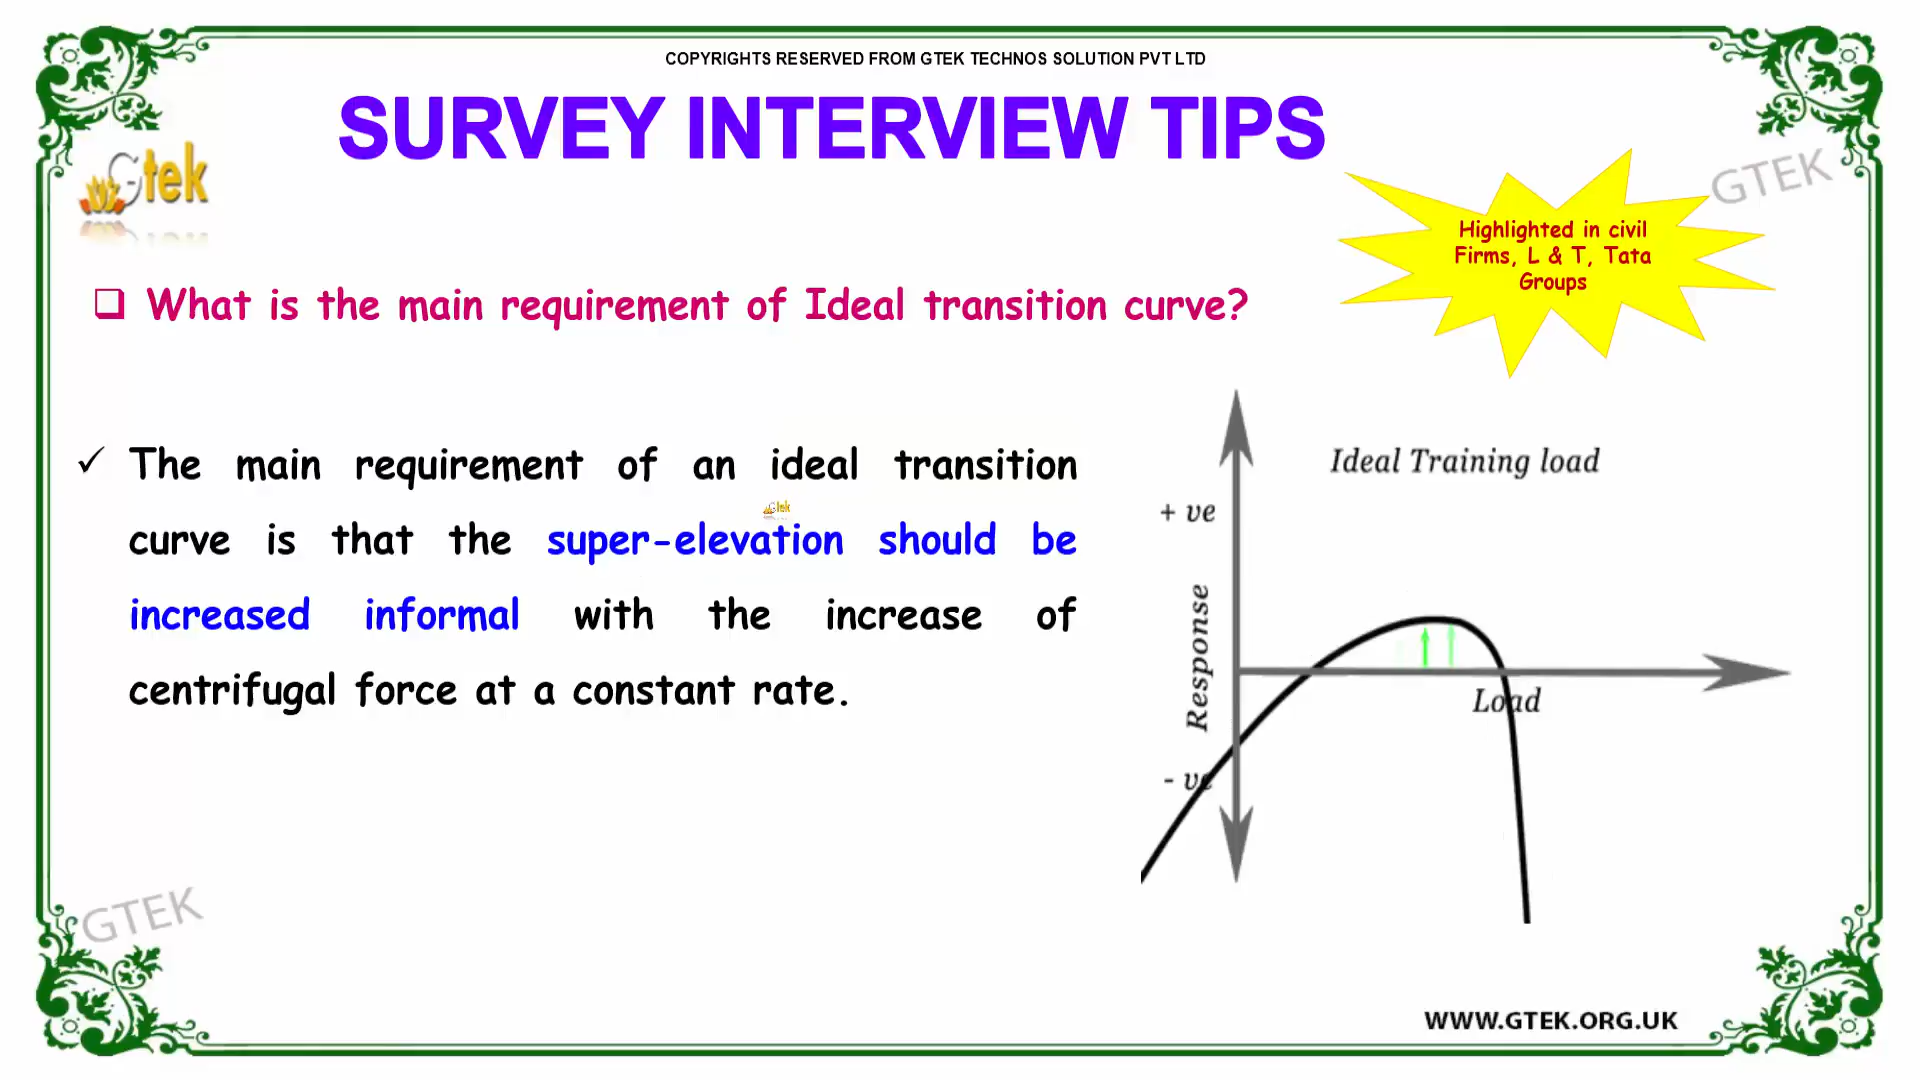 COPYRIGHTS RESERVED FROM GTEK TECHNOS SOLUTION PVT LTD
SURVEY INTERVIEW TIPS
Gtek
GTEK
Highlighted in civil
Firms, L & T, Tata
Groups
What is the main requirement of Ideal transition curve?
The main requirement of an ideal transition
curve is that the super-elevation should be
increased informal with the increase of
centrifugal force at a constant rate.
Gtek
Ideal Training load
+ ve
Response
Load
- ve
GTEK
WWW.GTEK.ORG.UK